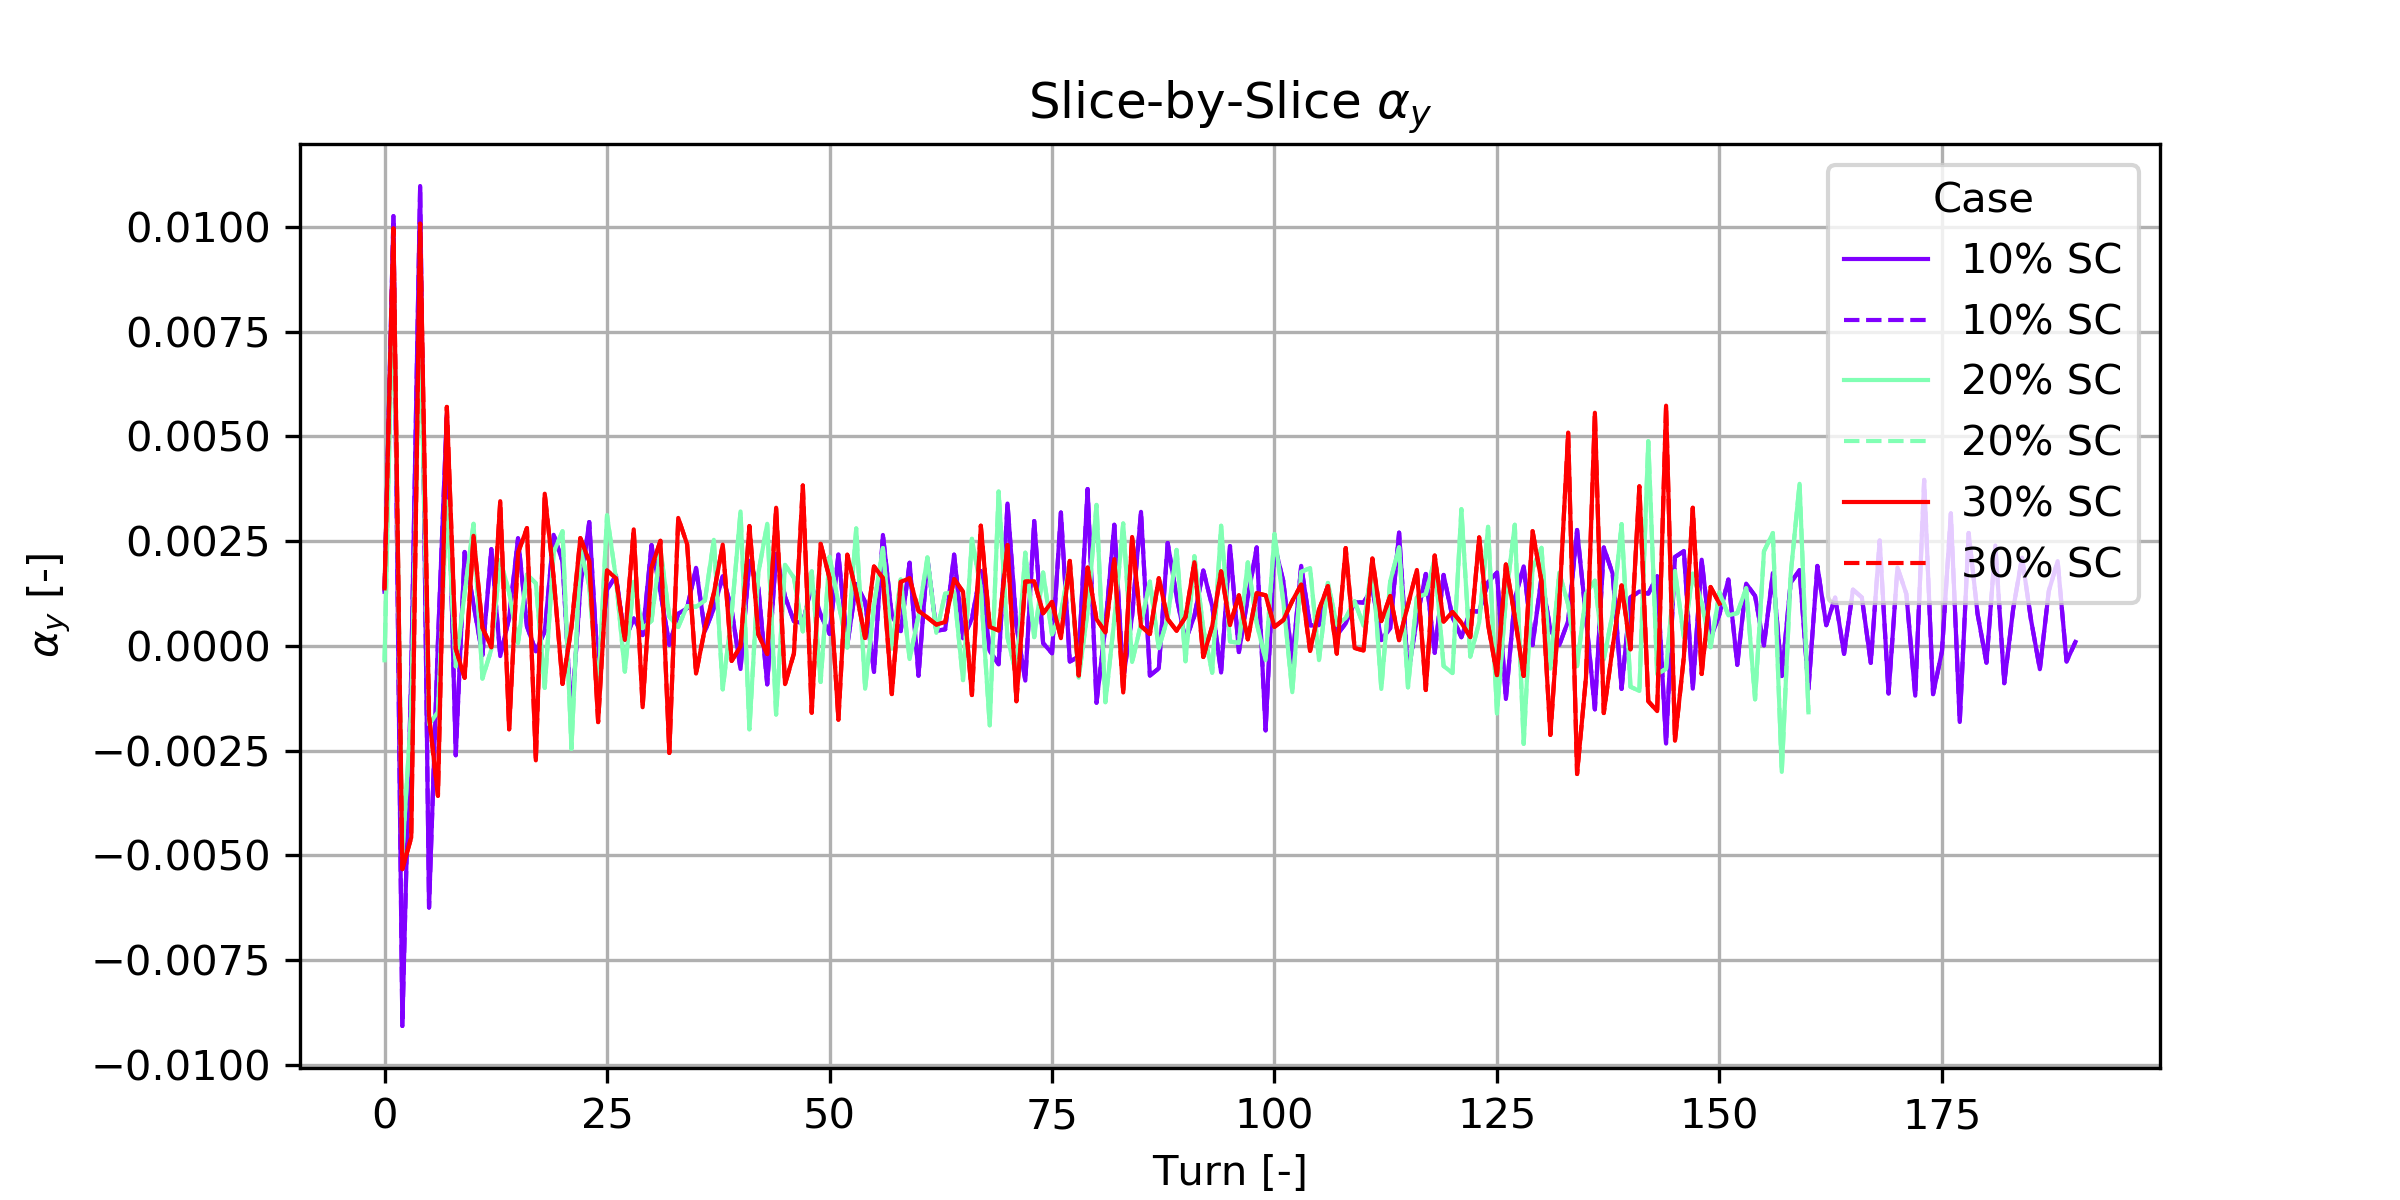 Slice-by-Slice αy
0.0100
0.0075
0.0050
0.0025
0.0000
−0.0025
−0.0050
−0.0075
−0.0100
αy [-]
Case
10% SC
10% SC
20% SC
20% SC
30% SC
30% SC
0 25 50 75 100 125 150 175
Turn [-]